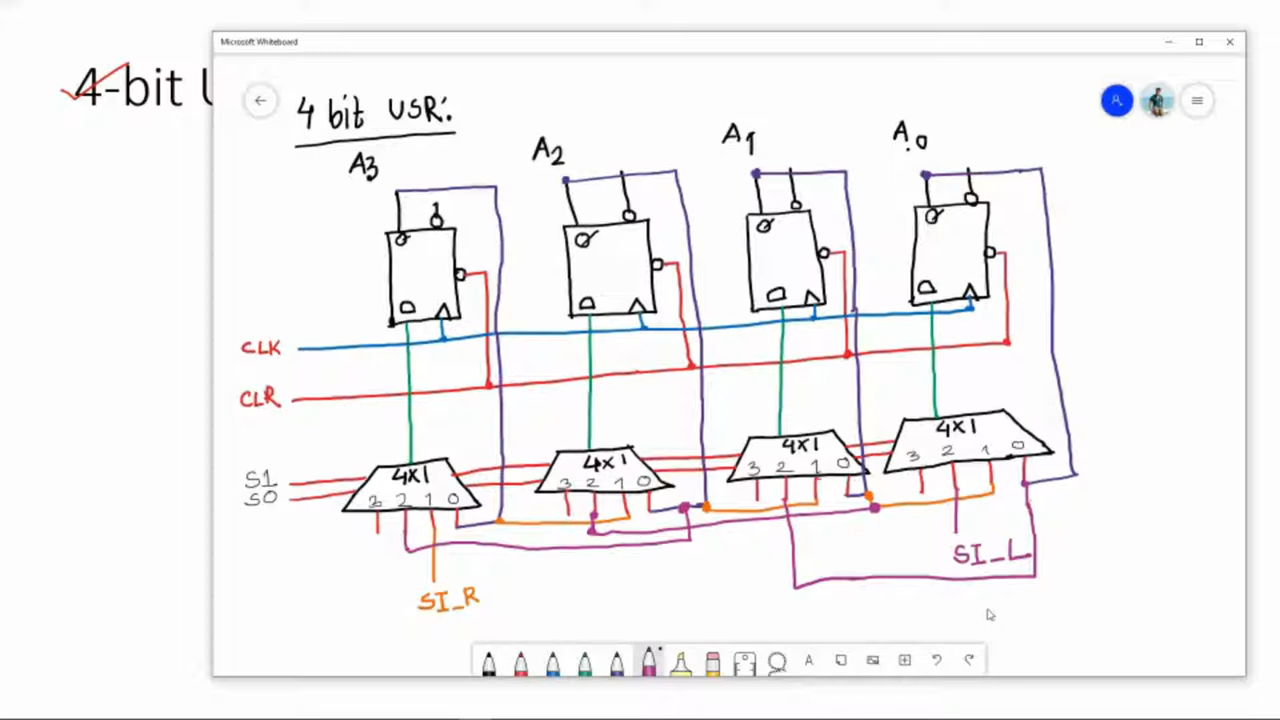 4-bit U
Microsoft Whiteboard
4 bit USR:
A3
A2
A1
A0
Q
Q
Q
Q
D
D
D
D
CLK
CLR
4x1
4x1
4x1
4x1
3 2 1 0
3 2 1 0
3 2 1 0
3 2 1 0
S1
S0
SI_R
SI_L
A